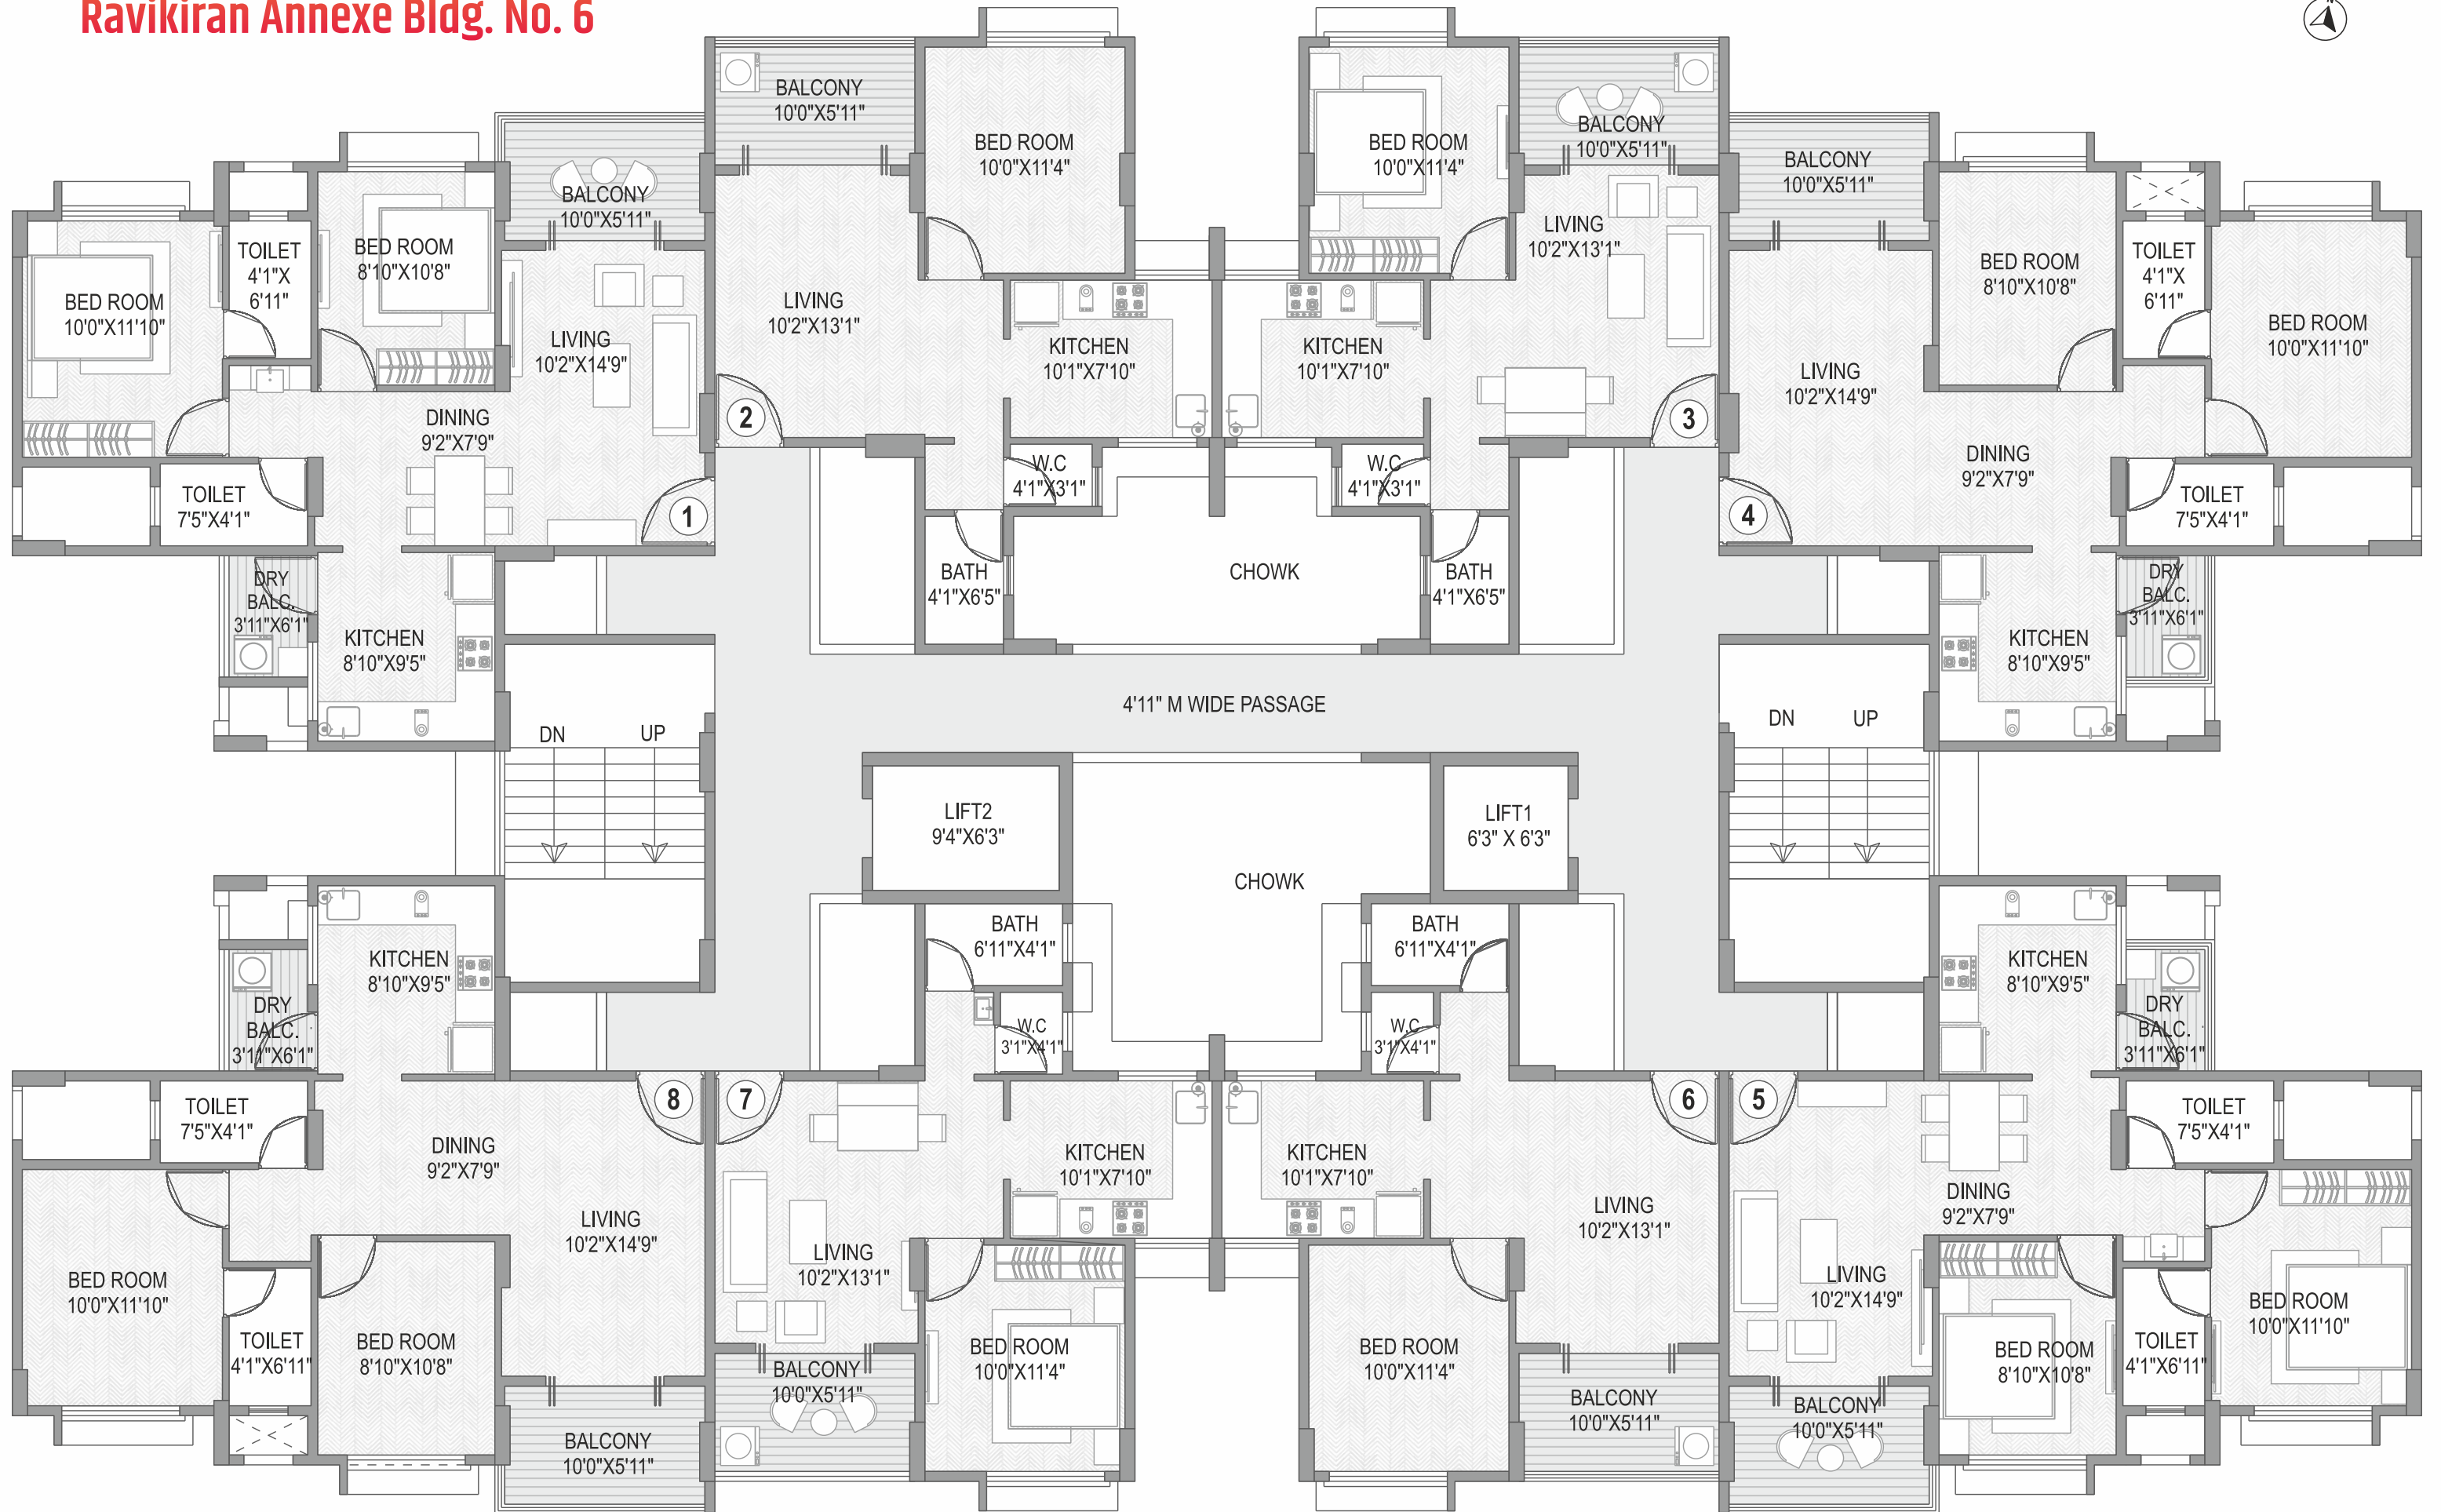 Ravikiran Annexe Bldg. No. 6
BED ROOM
10'0"X11'10"
TOILET
4'1"X
6'11"
BED ROOM
8'10"X10'8"
BALCONY
10'0"X5'11"
LIVING
10'2"X14'9"
DINING
9'2"X7'9"
TOILET
7'5"X4'1"
1
DRY
BALC.
3'11"X6'1"
KITCHEN
8'10"X9'5"
BALCONY
10'0"X5'11"
BED ROOM
10'0"X11'4"
LIVING
10'2"X13'1"
KITCHEN
10'1"X7'10"
2
W.C
4'1"X3'1"
BATH
4'1"X6'5"
CHOWK
BED ROOM
10'0"X11'4"
BALCONY
10'0"X5'11"
LIVING
10'2"X13'1"
KITCHEN
10'1"X7'10"
3
W.C
4'1"X3'1"
BATH
4'1"X6'5"
BALCONY
10'0"X5'11"
BED ROOM
8'10"X10'8"
TOILET
4'1"X
6'11"
BED ROOM
10'0"X11'10"
LIVING
10'2"X14'9"
DINING
9'2"X7'9"
TOILET
7'5"X4'1"
4
DRY
BALC.
3'11"X6'1"
KITCHEN
8'10"X9'5"
4'11" M WIDE PASSAGE
DN
UP
DN
UP
LIFT2
9'4"X6'3"
LIFT1
6'3" X 6'3"
CHOWK
KITCHEN
8'10"X9'5"
DRY
BALC.
3'11"X6'1"
TOILET
7'5"X4'1"
8
DINING
9'2"X7'9"
LIVING
10'2"X14'9"
BED ROOM
10'0"X11'10"
TOILET
4'1"X6'11"
BED ROOM
8'10"X10'8"
BALCONY
10'0"X5'11"
BATH
6'11"X4'1"
W.C
3'1"X4'1"
7
KITCHEN
10'1"X7'10"
LIVING
10'2"X13'1"
BED ROOM
10'0"X11'4"
BALCONY
10'0"X5'11"
BATH
6'11"X4'1"
W.C
3'1"X4'1"
6
KITCHEN
10'1"X7'10"
LIVING
10'2"X13'1"
BED ROOM
10'0"X11'4"
BALCONY
10'0"X5'11"
KITCHEN
8'10"X9'5"
DRY
BALC.
3'11"X6'1"
5
TOILET
7'5"X4'1"
DINING
9'2"X7'9"
LIVING
10'2"X14'9"
BED ROOM
8'10"X10'8"
TOILET
4'1"X6'11"
BED ROOM
10'0"X11'10"
BALCONY
10'0"X5'11"